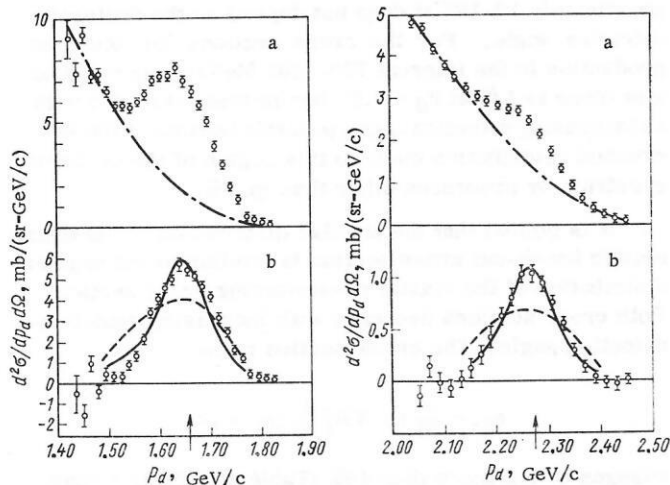 d²σ/dp_d dΩ, mb/(sr-GeV/c)
10
5
0
a
6
5
4
3
2
1
0
-1
-2
b
1.40 1.50 1.60 1.70 1.80 1.90
p_d, GeV/c
d²σ/dp_d dΩ, mb/(sr-GeV/c)
5
4
3
2
1
0
a
1,0
0.5
0
b
2.00 2.10 2.20 2.30 2.40 2.50
p_d, GeV/c